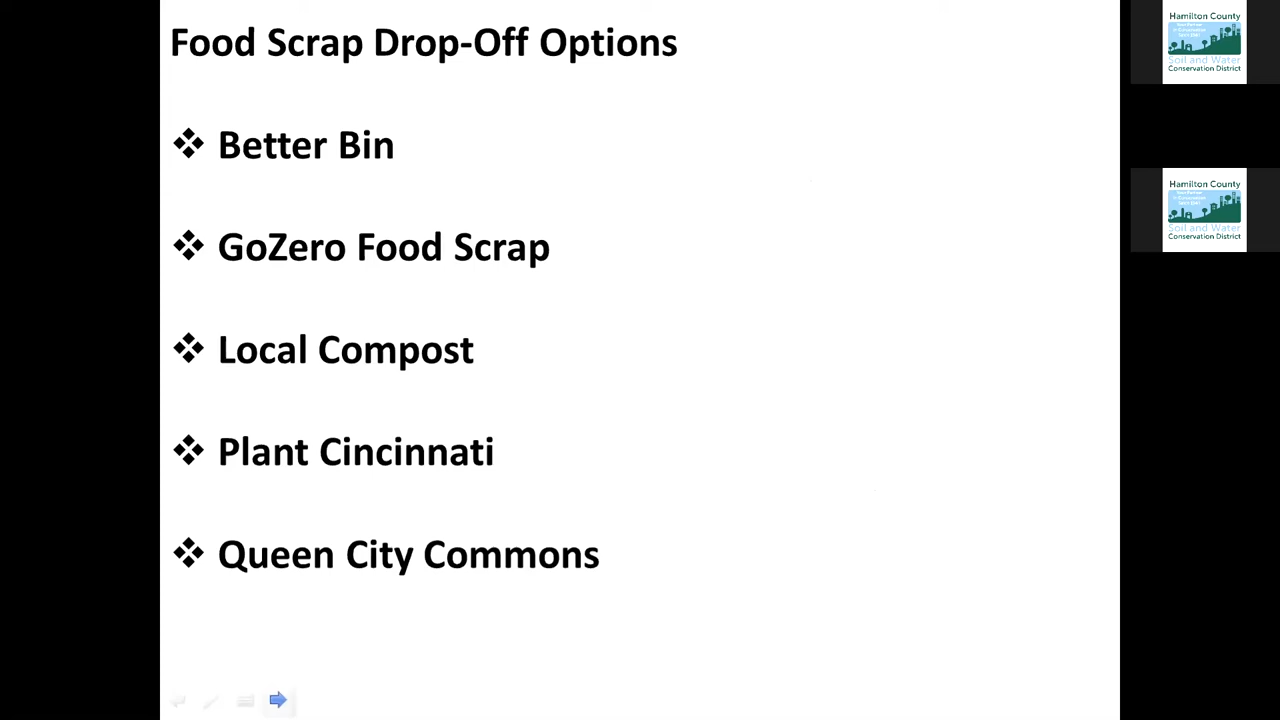 Food Scrap Drop-Off Options
Better Bin
GoZero Food Scrap
Local Compost
Plant Cincinnati
Queen City Commons
Hamilton County
Soil and Water
Conservation District
Hamilton County
Soil and Water
Conservation District